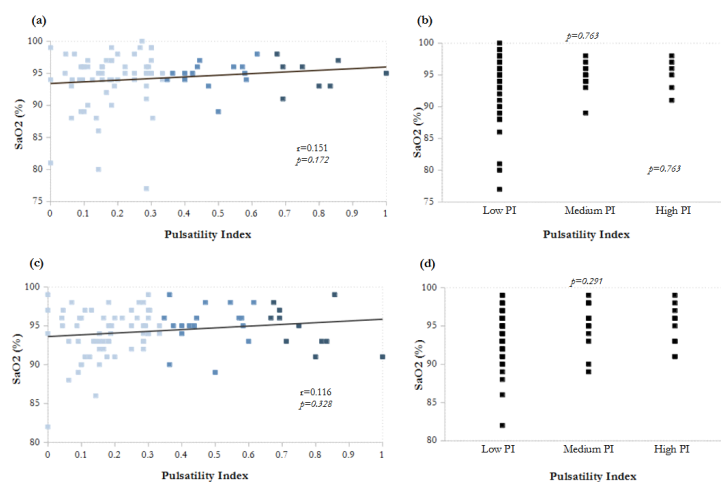 (a)
100
95
90
85
80
75
SaO2 (%)
r=0.151
p=0.172
0 0.1 0.2 0.3 0.4 0.5 0.6 0.7 0.8 0.9 1
Pulsatility Index
(b)
p=0.763
100
95
90
85
80
75
SaO2 (%)
p=0.763
Low PI Medium PI High PI
Pulsatility Index
(c)
100
95
90
85
80
SaO2 (%)
r=0.116
p=0.328
0 0.1 0.2 0.3 0.4 0.5 0.6 0.7 0.8 0.9 1
Pulsatility Index
(d)
p=0.291
100
95
90
85
80
SaO2 (%)
Low PI Medium PI High PI
Pulsatility Index